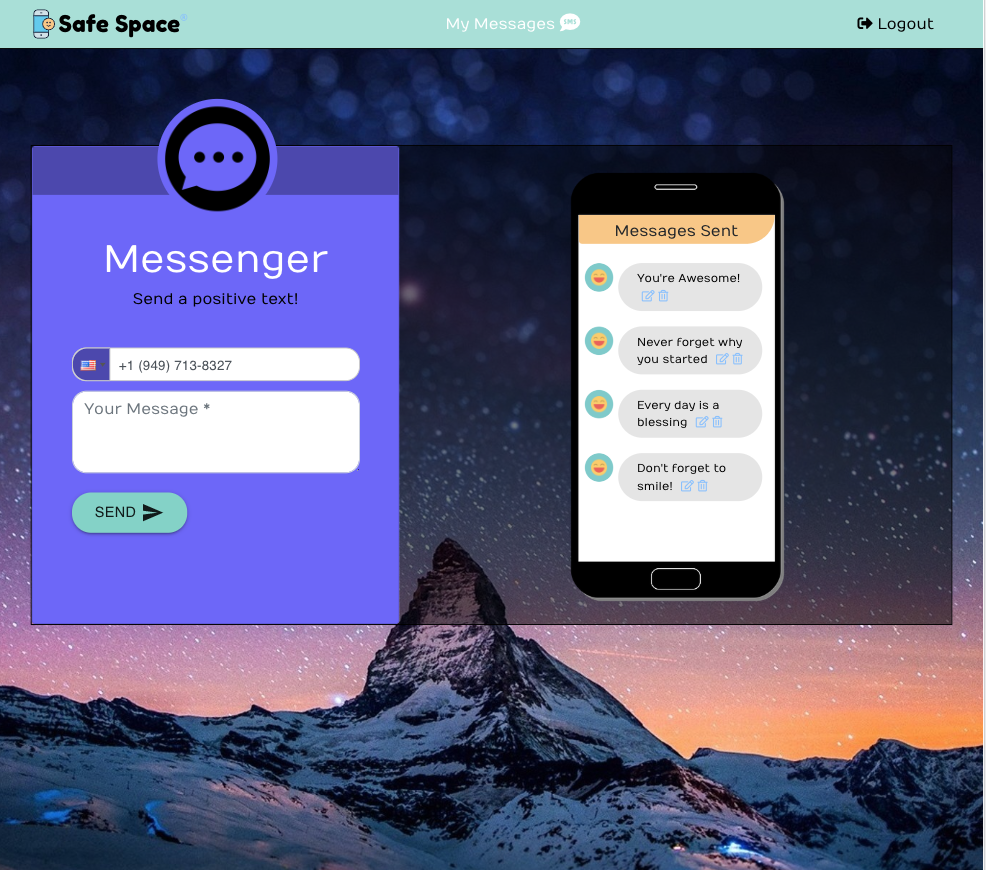 Safe Space
My Messages SMS
Logout
Messenger
Send a positive text!
+1 (949) 713-8327
Your Message *
SEND
Messages Sent
You're Awesome!
Never forget why
you started
Every day is a
blessing
Don't forget to
smile!